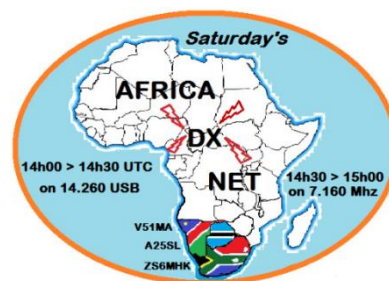 Saturday's
AFRICA
DX
NET
14h00 > 14h30 UTC
on 14.260 USB
14h30 > 15h00
on 7.160 Mhz
V51MA
A25SL
ZS6MHK